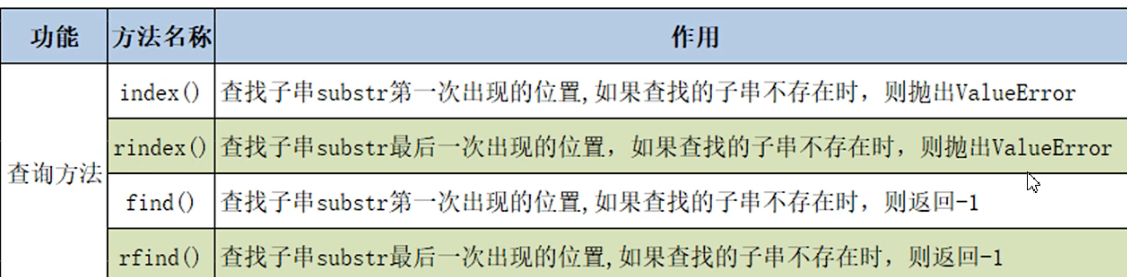 功能 方法名称 作用
index() 查找子串substr第一次出现的位置,如果查找的子串不存在时，则抛出ValueError
rindex() 查找子串substr最后一次出现的位置，如果查找的子串不存在时，则抛出ValueError
查询方法
find() 查找子串substr第一次出现的位置,如果查找的子串不存在时，则返回-1
rfind() 查找子串substr最后一次出现的位置,如果查找的子串不存在时，则返回-1